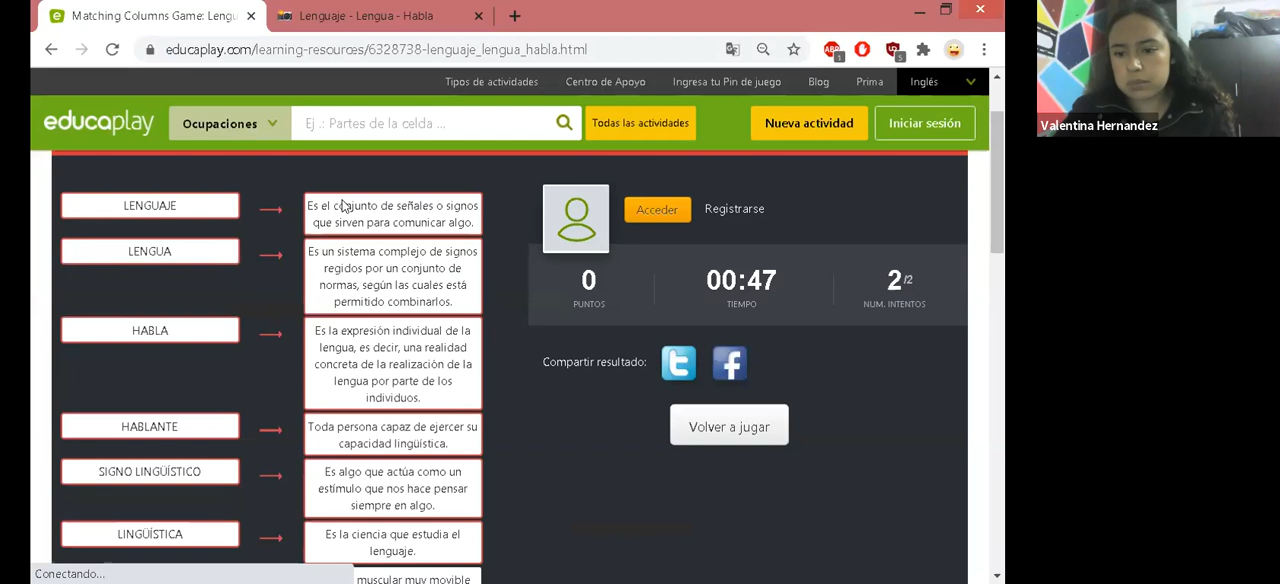 Matching Columns Game: Lengu
Lenguaje - Lengua - Habla
educaplay.com/learning-resources/6328738-lenguaje_lengua_habla.html
Tipos de actividades
Centro de Apoyo
Ingresa tu Pin de juego
Blog
Prima
Inglés
educaplay
Ocupaciones
Ej .: Partes de la celda ...
Todas las actividades
Nueva actividad
Iniciar sesión
LENGUAJE
Es el conjunto de señales o signos
que sirven para comunicar algo.
LENGUA
Es un sistema complejo de signos
regidos por un conjunto de
normas, según las cuales está
permitido combinarlos.
HABLA
Es la expresión individual de la
lengua, es decir, una realidad
concreta de la realización de la
lengua por parte de los
individuos.
HABLANTE
Toda persona capaz de ejercer su
capacidad lingüística.
SIGNO LINGÜÍSTICO
Es algo que actúa como un
estímulo que nos hace pensar
siempre en algo.
LINGÜÍSTICA
Es la ciencia que estudia el
lenguaje.
muscular muy movible
Acceder
Registrarse
0
PUNTOS
00:47
TIEMPO
2/2
NUM. INTENTOS
Compartir resultado:
Volver a jugar
Conectando...
Valentina Hernandez